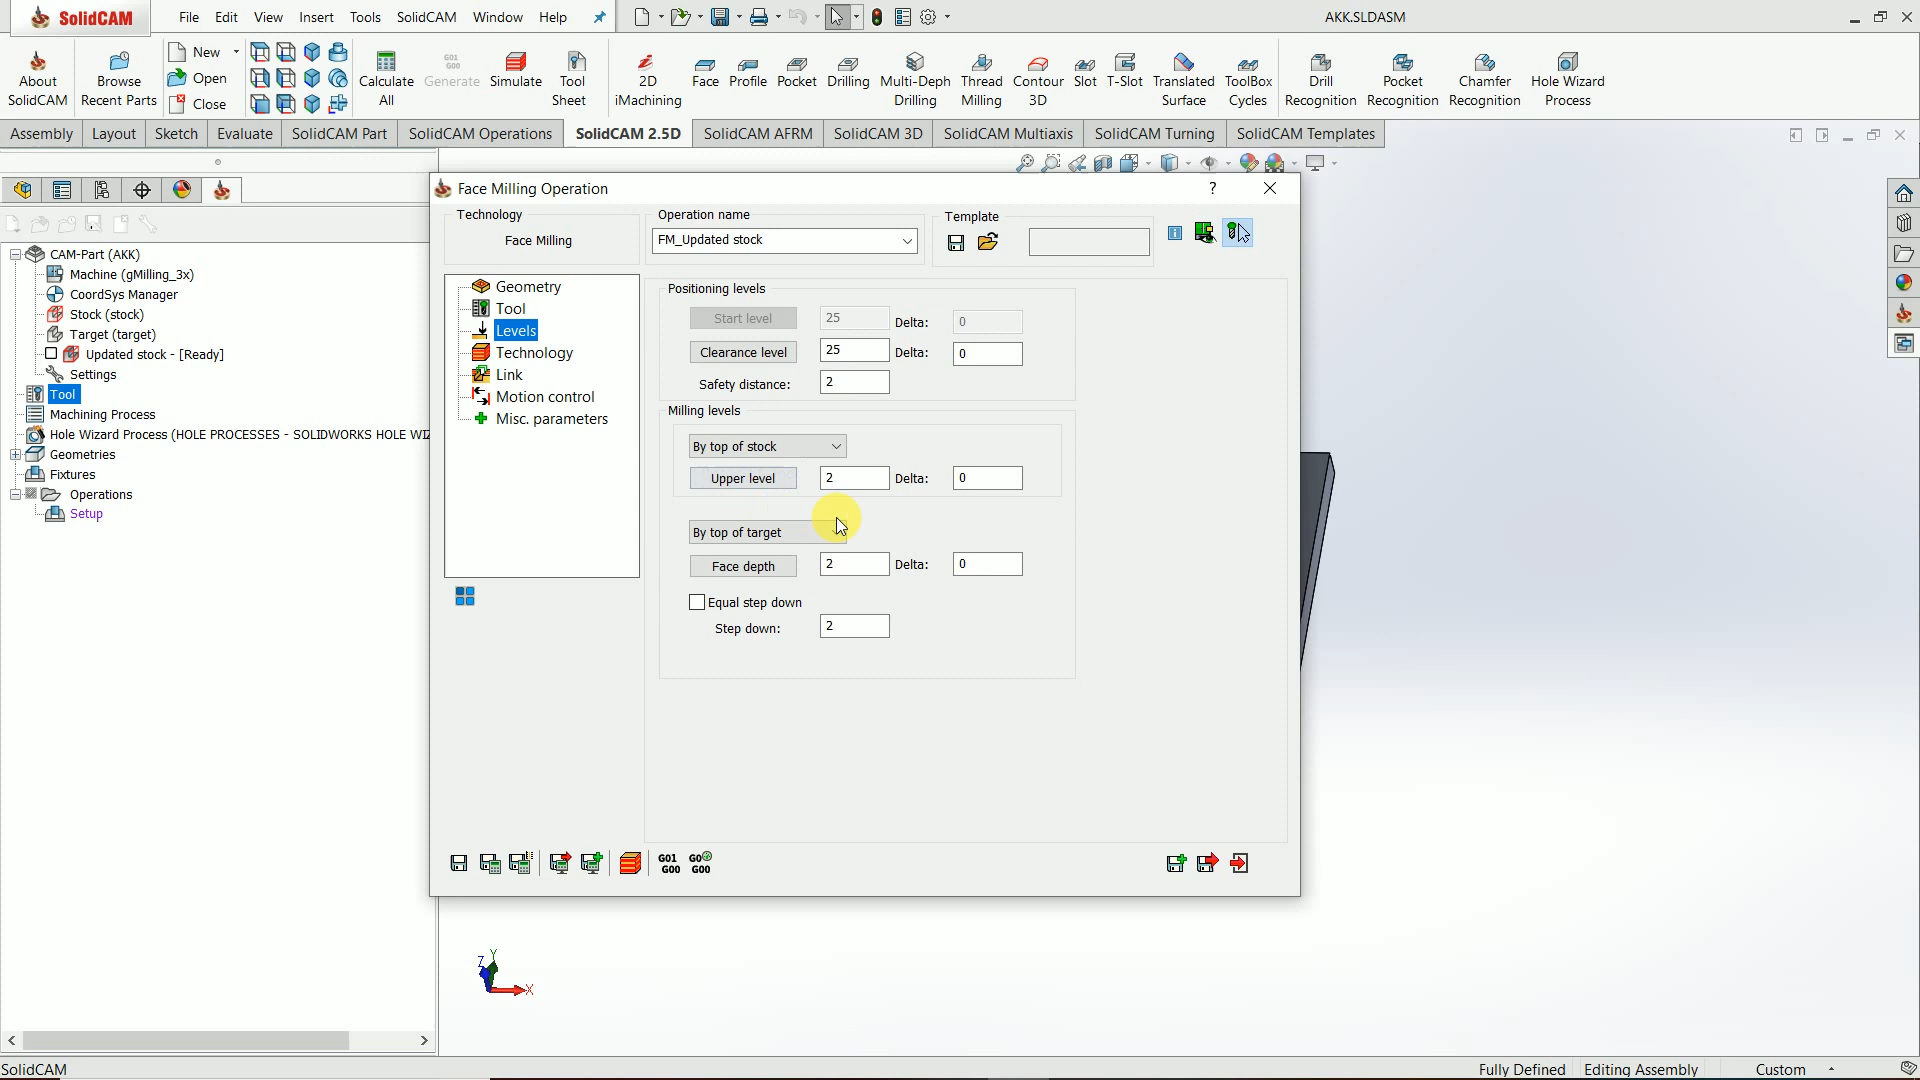 SolidCAM File Edit View Insert Tools SolidCAM Window Help AKK.SLDASM
New
Open
Close
About SolidCAM
Browse Recent Parts
Calculate All
Generate
Simulate
Tool Sheet
2D iMachining
Face
Profile
Pocket
Drilling
Multi-Deph Drilling
Thread Milling
Contour 3D
Slot
T-Slot
Translated Surface
ToolBox Cycles
Drill Recognition
Pocket Recognition
Chamfer Recognition
Hole Wizard Process
G01
G00
Assembly Layout Sketch Evaluate SolidCAM Part SolidCAM Operations SolidCAM 2.5D SolidCAM AFRM SolidCAM 3D SolidCAM Multiaxis SolidCAM Turning SolidCAM Templates
CAM-Part (AKK)
Machine (gMilling_3x)
CoordSys Manager
Stock (stock)
Target (target)
Updated stock - [Ready]
Settings
Tool
Machining Process
Hole Wizard Process (HOLE PROCESSES - SOLIDWORKS HOLE WIZ
Geometries
Fixtures
Operations
Setup
Face Milling Operation ?
Technology
Face Milling
Operation name
FM_Updated stock
Template
Geometry
Tool
Levels
Technology
Link
Motion control
Misc. parameters
Positioning levels
Start level 25 Delta: 0
Clearance level 25 Delta: 0
Safety distance: 2
Milling levels
By top of stock
Upper level 2 Delta: 0
By top of target
Face depth 2 Delta: 0
Equal step down
Step down: 2
G01
G00
G0
G00
Z Y X
SolidCAM Fully Defined Editing Assembly Custom